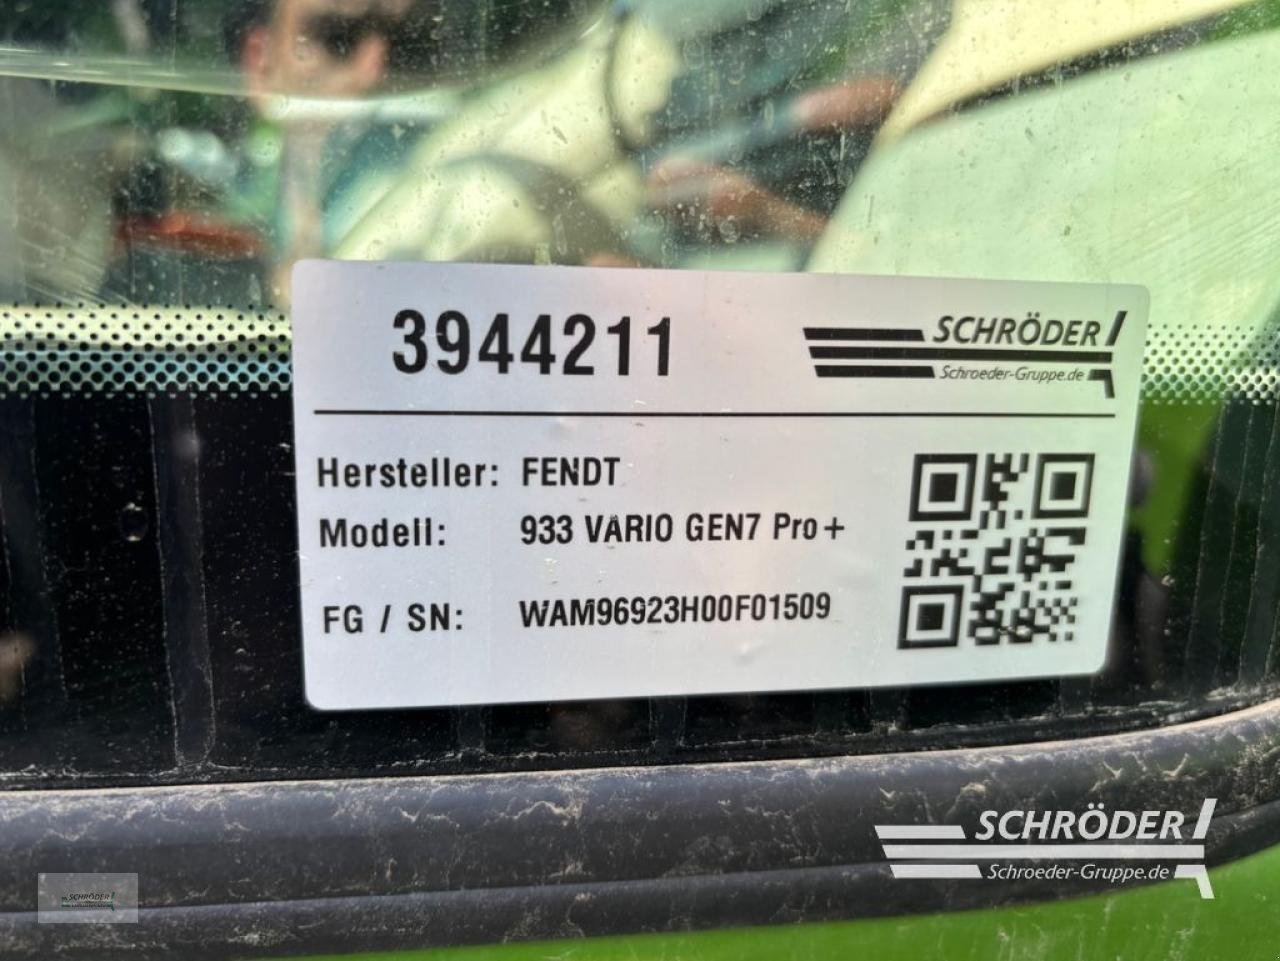 3944211
SCHRÖDER
Schroeder-Gruppe.de
Hersteller: FENDT
Modell: 933 VARIO GEN7 Pro+
FG / SN: WAM96923H00F01509
SCHRÖDER
Schroeder-Gruppe.de
SCHRÖDER